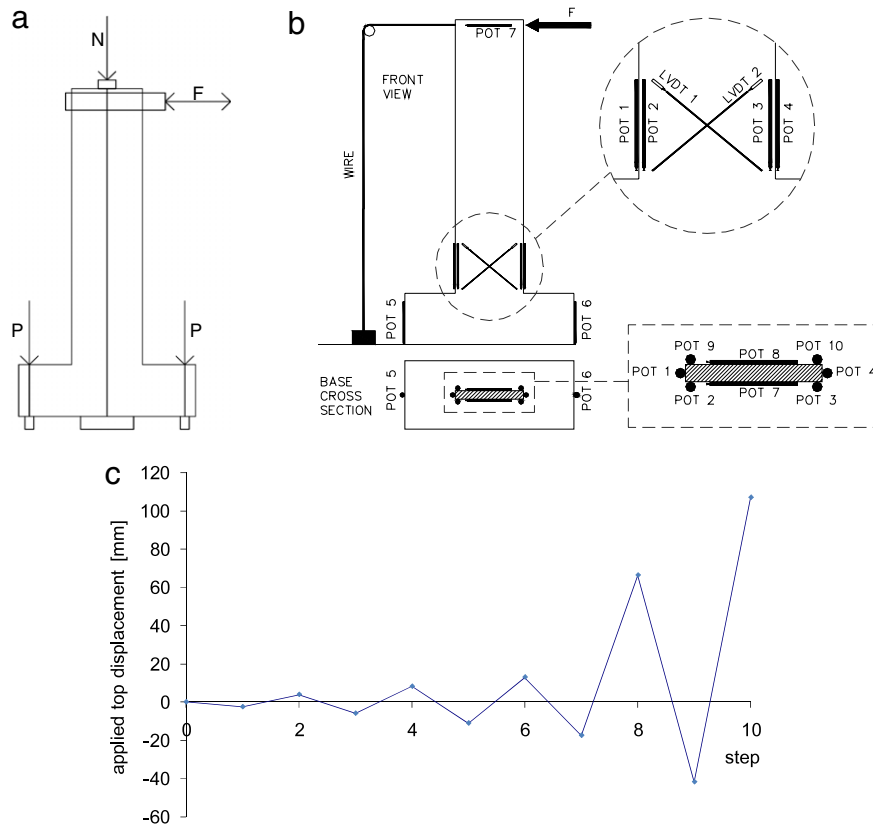 a
N
F
P
P
b
F
POT 7
FRONT
VIEW
WIRE
POT 5
POT 6
POT 1
POT 2
LVDT 1
LVDT 2
POT 3
POT 4
BASE
CROSS
SECTION
POT 5
POT 6
POT 9
POT 10
POT 8
POT 1
POT 4
POT 2
POT 7
POT 3
c
applied top displacement [mm]
120
100
80
60
40
20
0
-20
-40
-60
0 2 4 6 8 10
step